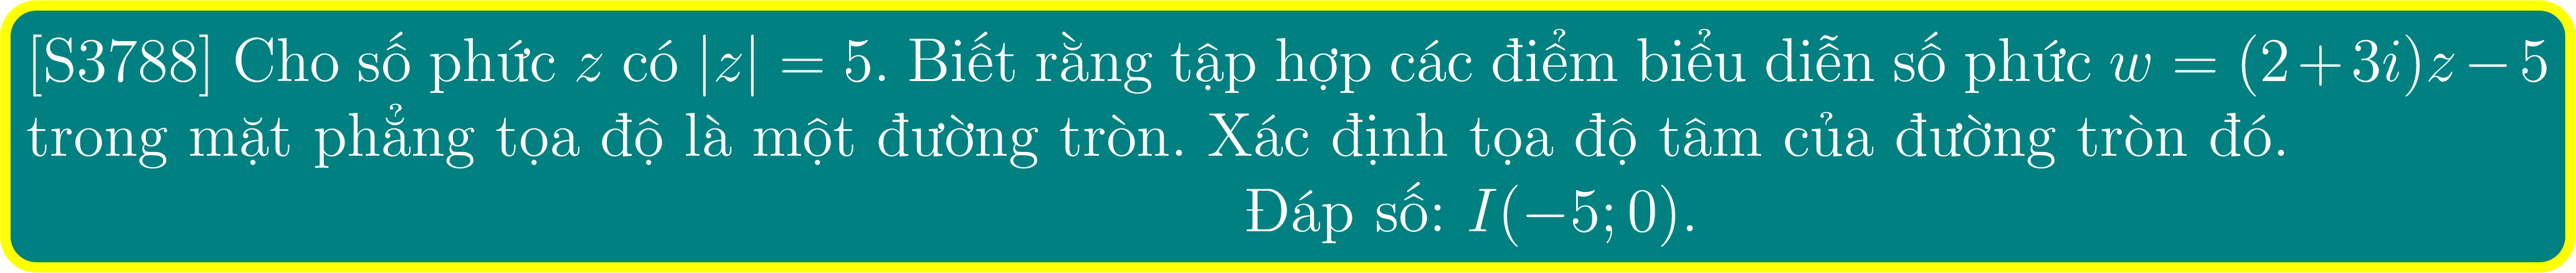 [S3788] Cho số phức z có |z| = 5. Biết rằng tập hợp các điểm biểu diễn số phức w = (2+3i)z−5
trong mặt phẳng tọa độ là một đường tròn. Xác định tọa độ tâm của đường tròn đó.
Đáp số: I(−5; 0).